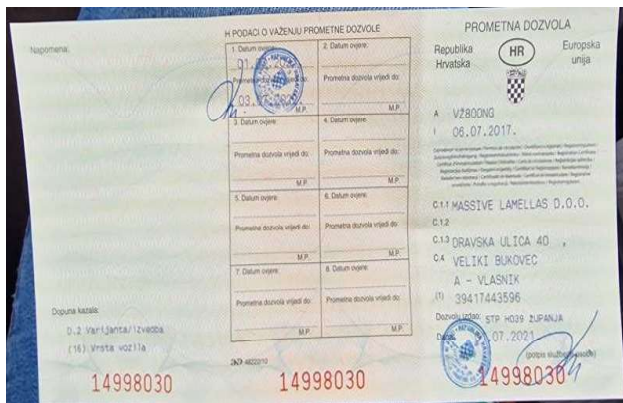 Napomena:
Dopuna kazala:
D.2 Varijanta/izvedba
(16) Vrsta vozila
14998030
H PODACI O VAŽENJU PROMETNE DOZVOLE
1. Datum ovjere:
2. Datum ovjere:
Prometna dozvola vrijedi do:
Prometna dozvola vrijedi do:
M.P.
M.P.
3. Datum ovjere:
4. Datum ovjere:
Prometna dozvola vrijedi do:
Prometna dozvola vrijedi do:
M.P.
M.P.
5. Datum ovjere:
6. Datum ovjere:
Prometna dozvola vrijedi do:
Prometna dozvola vrijedi do:
M.P.
M.P.
7. Datum ovjere:
8. Datum ovjere:
Prometna dozvola vrijedi do:
Prometna dozvola vrijedi do:
M.P.
M.P.
14998030
PROMETNA DOZVOLA
Republika Hrvatska
HR
Europska unija
A VŽ800NG
I 06.07.2017.
C.1.1 MASSIVE LAMELLAS D.O.O.
C.1.2
C.1.3 DRAVSKA ULICA 40 ,
VELIKI BUKOVEC
C.4 A - VLASNIK
(1) 39417443596
Dozvolu izdao: STP H039 ŽUPANJA
.07.2021
(potpis službene osobe)
14998030